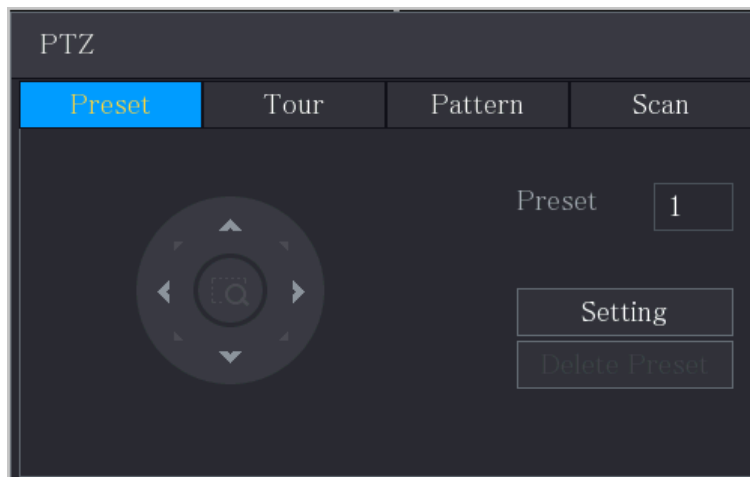 PTZ
Preset Tour Pattern Scan
Preset 1
Setting
Delete Preset